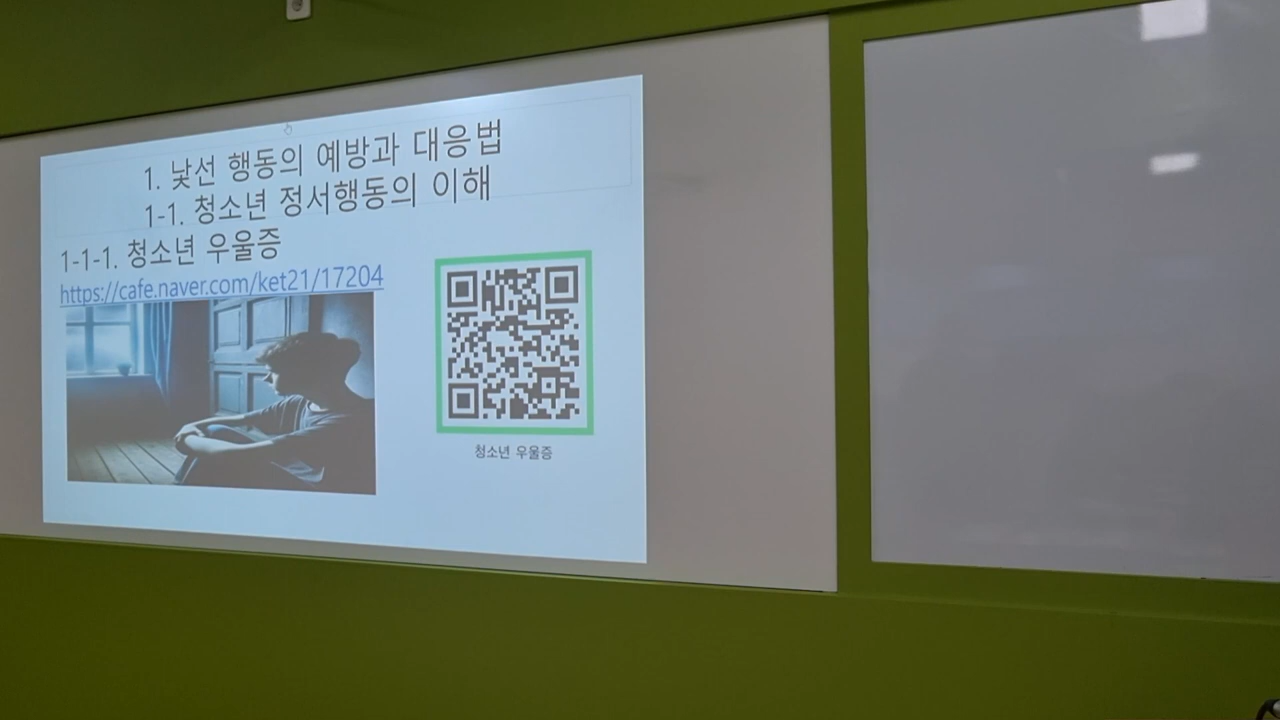 1. 낯선 행동의 예방과 대응법
1-1. 청소년 정서행동의 이해
1-1-1. 청소년 우울증
https://cafe.naver.com/ket21/17204
청소년 우울증